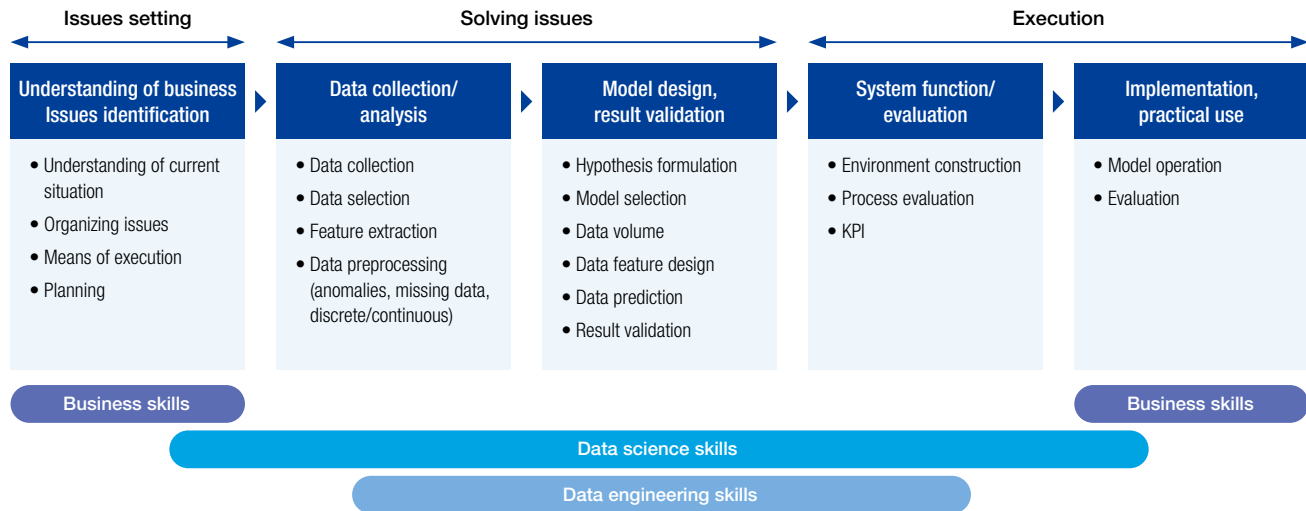 Issues setting
Solving issues
Execution
Understanding of business
Issues identification
• Understanding of current
situation
• Organizing issues
• Means of execution
• Planning
Data collection/
analysis
• Data collection
• Data selection
• Feature extraction
• Data preprocessing
(anomalies, missing data,
discrete/continuous)
Model design,
result validation
• Hypothesis formulation
• Model selection
• Data volume
• Data feature design
• Data prediction
• Result validation
System function/
evaluation
• Environment construction
• Process evaluation
• KPI
Implementation,
practical use
• Model operation
• Evaluation
Business skills
Business skills
Data science skills
Data engineering skills